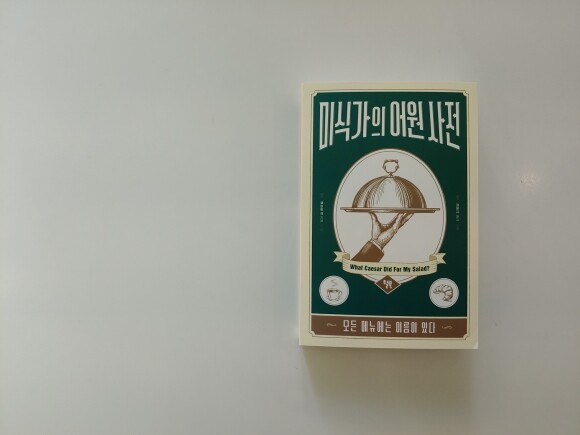 미식가의 어원 사전
What Caesar Did For My Salad?
모든 메뉴에는 이름이 있다